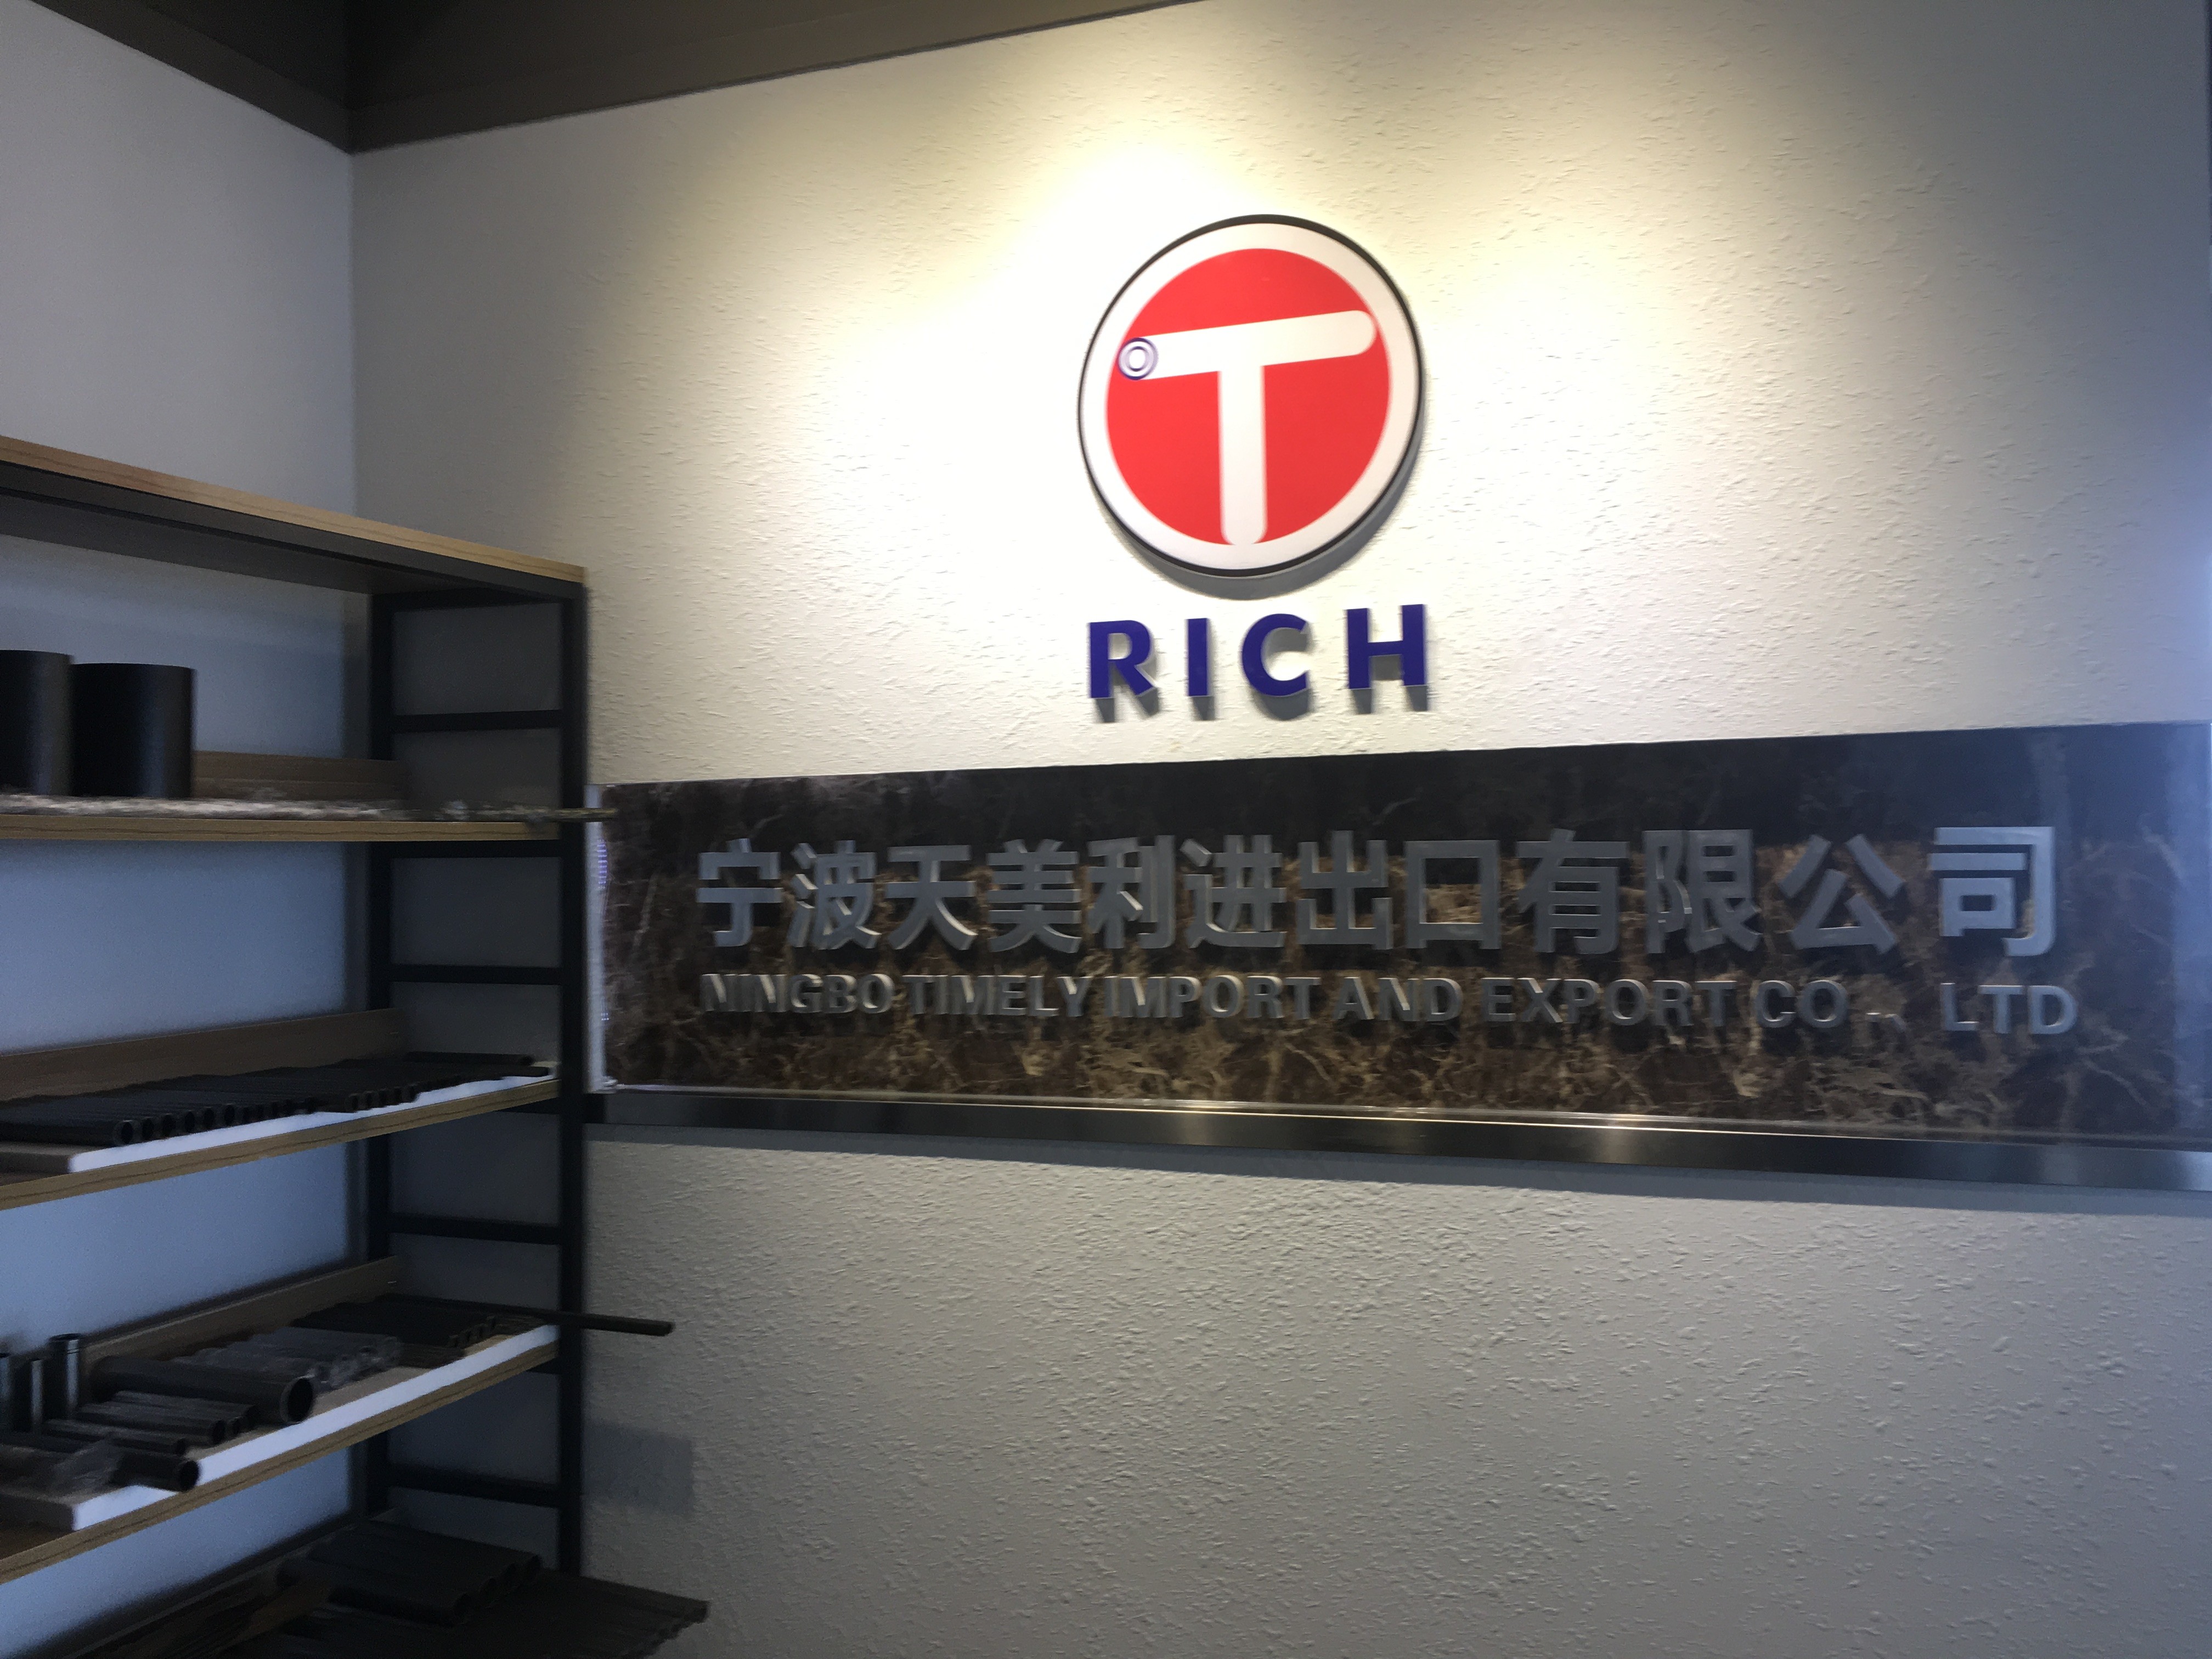 T
RICH
宁波天美利进出口有限公司
NINGBO TIMELY IMPORT AND EXPORT CO ., LTD